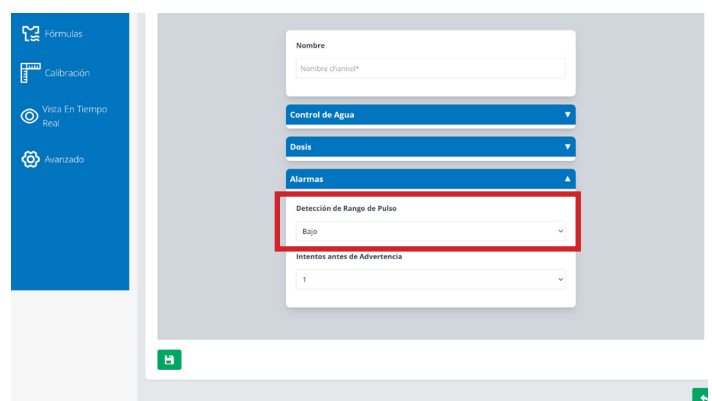 Fórmulas
Calibración
Vista En Tiempo
Real
Avanzado
Nombre
Nombre channel*
Control de Agua
Dosis
Alarmas
Detección de Rango de Pulso
Bajo
Intentos antes de Advertencia
1